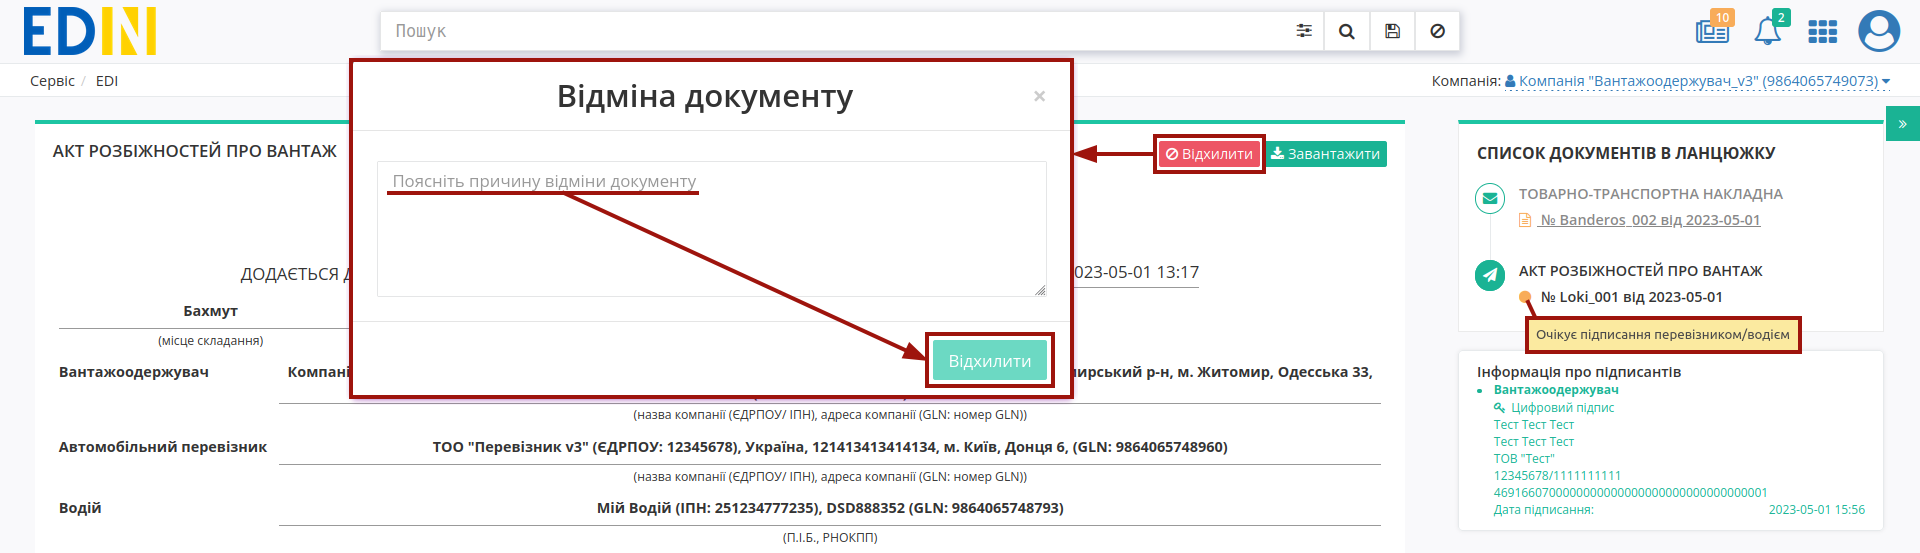 EDIN
Пошук
10
2
Сервіс / EDI
Компанія: Компанія "Вантажоодержувач_v3" (9864065749073)
Відміна документу
×
Поясніть причину відміни документу
Відхилити
АКТ РОЗБІЖНОСТЕЙ ПРО ВАНТАЖ
Відхилити
Завантажити
ДОДАЄТЬСЯ
023-05-01 13:17
Бахмут
(місце складання)
Вантажоодержувач
ирський р-н, м. Житомир, Одесська 33,
(назва компанії (ЄДРПОУ/ ІПН), адреса компанії (GLN: номер GLN))
Автомобільний перевізник
ТОО "Перевізник v3" (ЄДРПОУ: 12345678), Україна, 121413413414134, м. Київ, Донця 6, (GLN: 9864065748960)
(назва компанії (ЄДРПОУ/ ІПН), адреса компанії (GLN: номер GLN))
Водій
Мій Водій (ІПН: 251234777235), DSD888352 (GLN: 9864065748793)
(П.І.Б., РНОКПП)
»
СПИСОК ДОКУМЕНТІВ В ЛАНЦЮЖКУ
ТОВАРНО-ТРАНСПОРТНА НАКЛАДНА
№ Banderos_002 від 2023-05-01
АКТ РОЗБІЖНОСТЕЙ ПРО ВАНТАЖ
№ Loki_001 від 2023-05-01
Очікує підписання перевізником/водієм
Інформація про підписантів
Вантажоодержувач
Цифровий підпис
Тест Тест Тест
Тест Тест Тест
ТОВ "Тест"
12345678/1111111111
Дата підписання: 2023-05-01 15:56